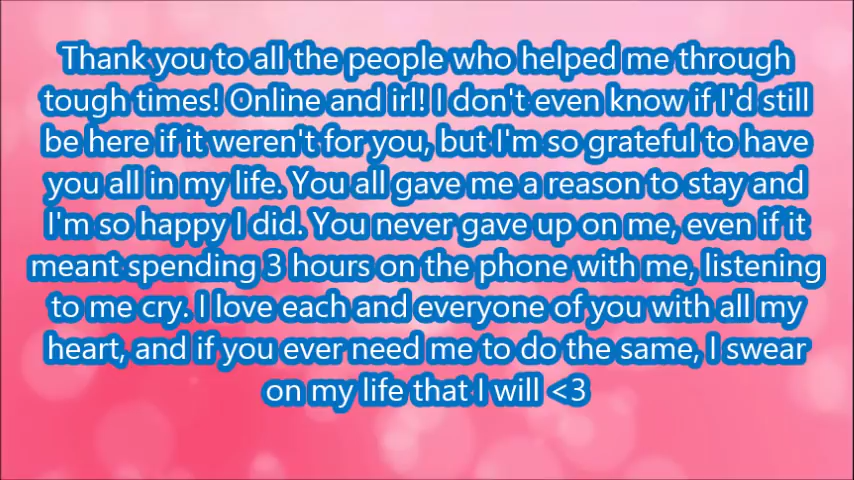 Thank you to all the people who helped me through
tough times! Online and irl! I don't even know if I'd still
be here if it weren't for you, but I'm so grateful to have
you all in my life. You all gave me a reason to stay and
I'm so happy I did. You never gave up on me, even if it
meant spending 3 hours on the phone with me, listening
to me cry. I love each and everyone of you with all my
heart, and if you ever need me to do the same, I swear
on my life that I will <3